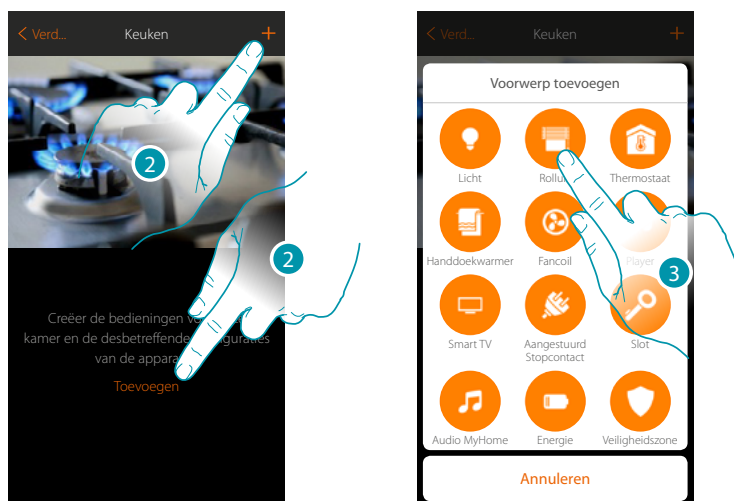 Verd...
Keuken
+
2
2
Creëer de bedieningen
kamer en de desbetreffende
van de appara
Toevoegen
Verd...
Keuken
+
Voorwerp toevoegen
Licht
Thermostaat
Handdoekwarmer
Fancoil
Player
3
Smart TV
Aangestuurd
Stopcontact
Slot
Audio MyHome
Energie
Veiligheidszone
Annuleren